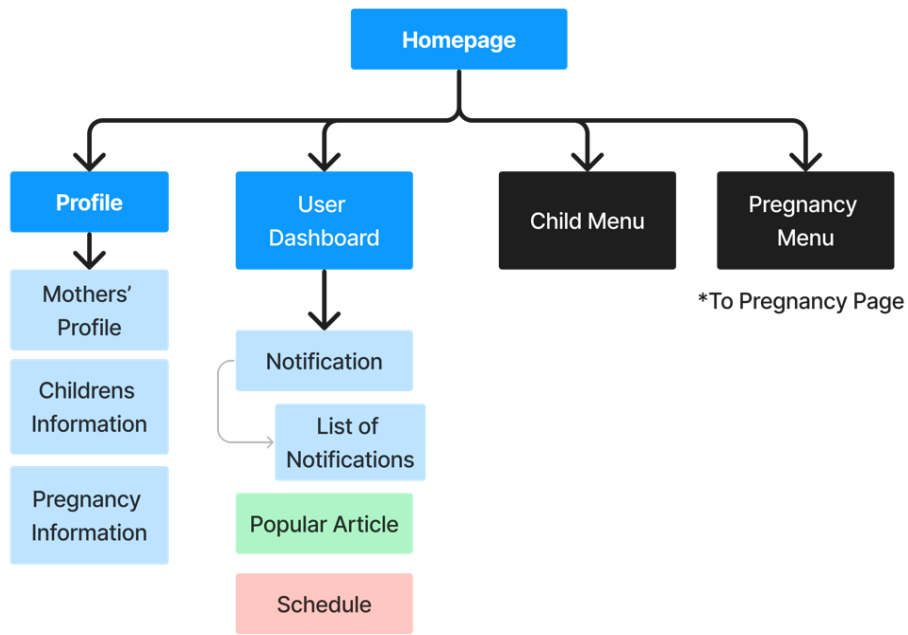 Homepage
Profile
User
Dashboard
Child Menu
Pregnancy
Menu
*To Pregnancy Page
Mothers’
Profile
Childrens
Information
Pregnancy
Information
Notification
List of
Notifications
Popular Article
Schedule